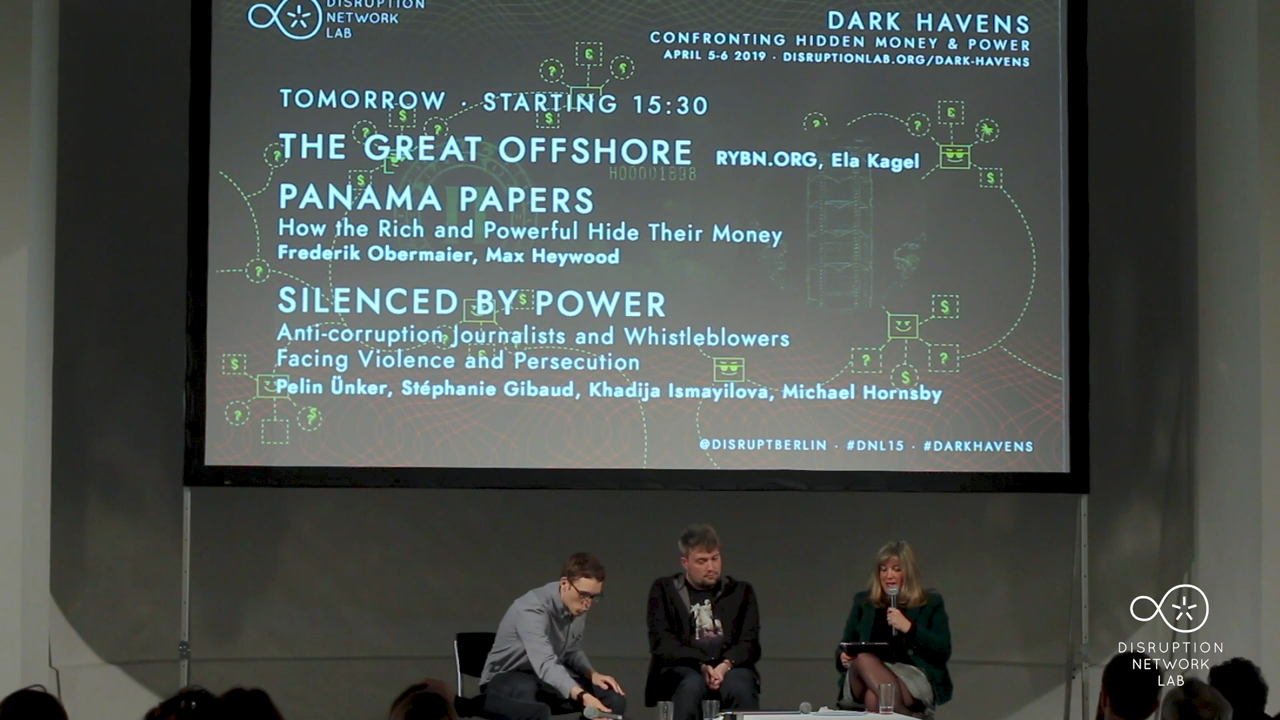 DISRUPTION
NETWORK
LAB
DARK HAVENS
CONFRONTING HIDDEN MONEY & POWER
APRIL 5-6 2019 · DISRUPTIONLAB.ORG/DARK-HAVENS
TOMORROW · STARTING 15:30
THE GREAT OFFSHORE RYBN.ORG, Ela Kagel
H00001898
PANAMA PAPERS
How the Rich and Powerful Hide Their Money
Frederik Obermaier, Max Heywood
SILENCED BY POWER
Anti-corruption Journalists and Whistleblowers
Facing Violence and Persecution
Pelin Ünker, Stéphanie Gibaud, Khadija Ismayilova, Michael Hornsby
@DISRUPTBERLIN · #DNL15 · #DARKHAVENS
DISRUPTION
NETWORK
LAB